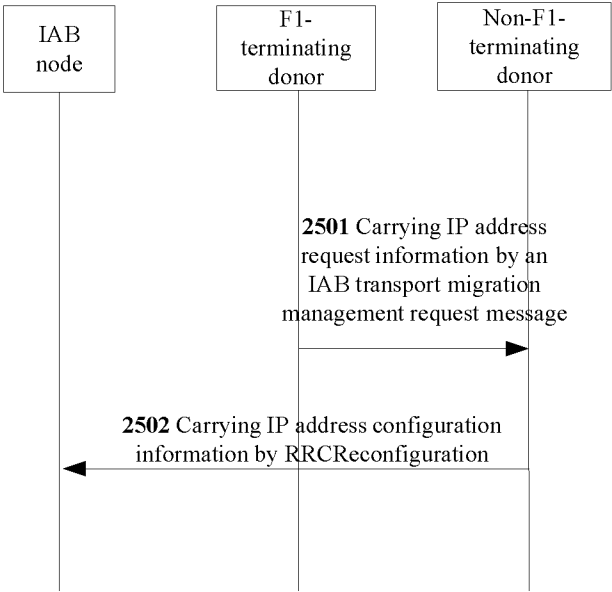 IAB
node
F1-
terminating
donor
Non-F1-
terminating
donor
2501 Carrying IP address
request information by an
IAB transport migration
management request message
2502 Carrying IP address configuration
information by RRCReconfiguration